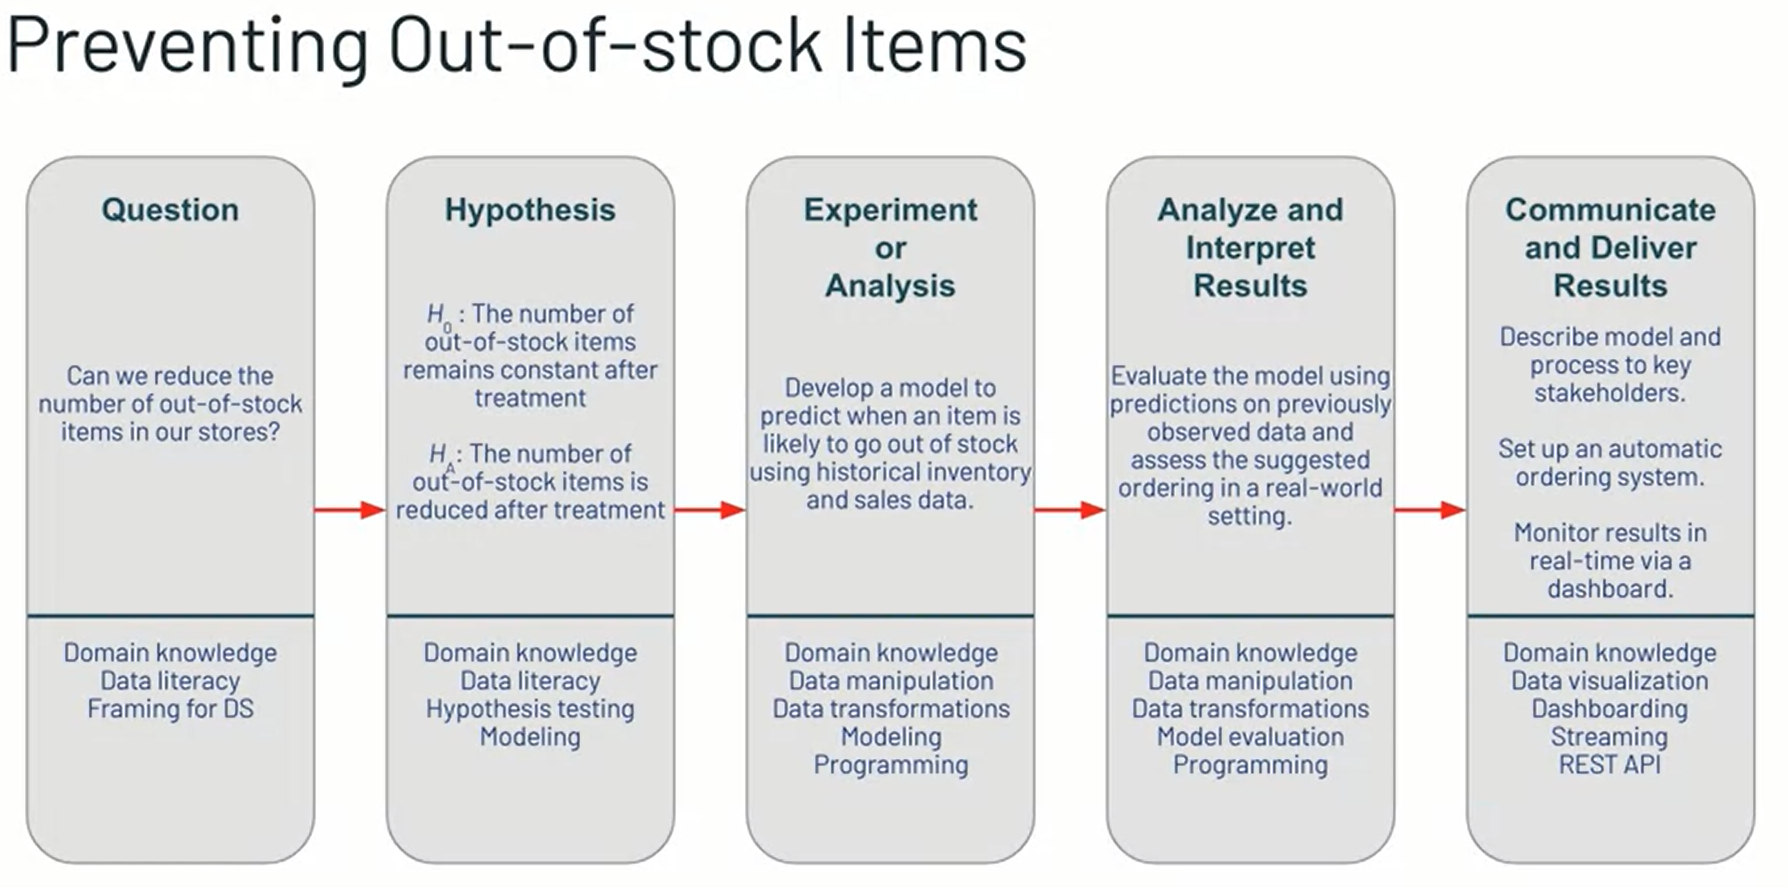 Preventing Out-of-stock Items
Question
Can we reduce the
number of out-of-stock
items in our stores?
Domain knowledge
Data literacy
Framing for DS
Hypothesis
H0 : The number of
out-of-stock items
remains constant after
treatment
HA: The number of
out-of-stock items is
reduced after treatment
Domain knowledge
Data literacy
Hypothesis testing
Modeling
Experiment
or
Analysis
Develop a model to
predict when an item is
likely to go out of stock
using historical inventory
and sales data.
Domain knowledge
Data manipulation
Data transformations
Modeling
Programming
Analyze and
Interpret
Results
Evaluate the model using
predictions on previously
observed data and
assess the suggested
ordering in a real-world
setting.
Domain knowledge
Data manipulation
Data transformations
Model evaluation
Programming
Communicate
and Deliver
Results
Describe model and
process to key
stakeholders.
Set up an automatic
ordering system.
Monitor results in
real-time via a
dashboard.
Domain knowledge
Data visualization
Dashboarding
Streaming
REST API